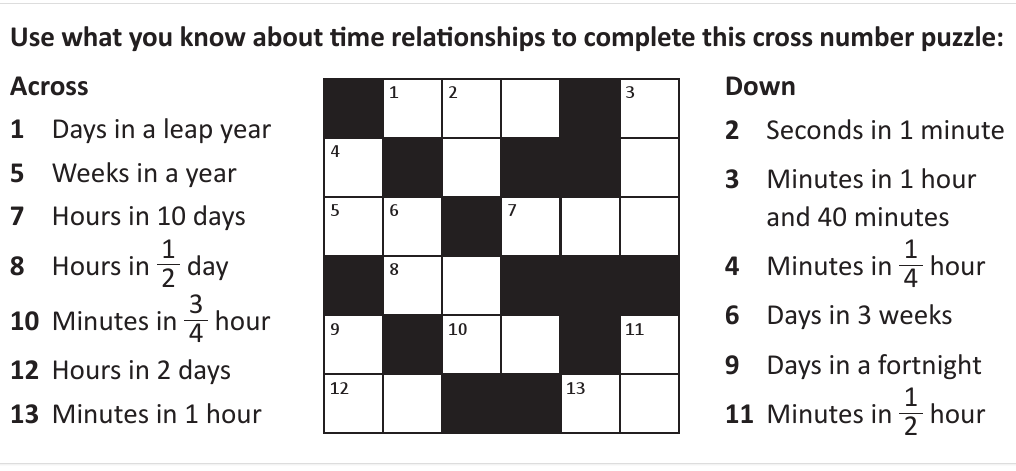 Use what you know about time relationships to complete this cross number puzzle:
Across
1 Days in a leap year
5 Weeks in a year
7 Hours in 10 days
8 Hours in 1/2 day
10 Minutes in 3/4 hour
12 Hours in 2 days
13 Minutes in 1 hour
1 2 3
4
5 6 7
8
9 10 11
12 13
Down
2 Seconds in 1 minute
3 Minutes in 1 hour
and 40 minutes
4 Minutes in 1/4 hour
6 Days in 3 weeks
9 Days in a fortnight
11 Minutes in 1/2 hour